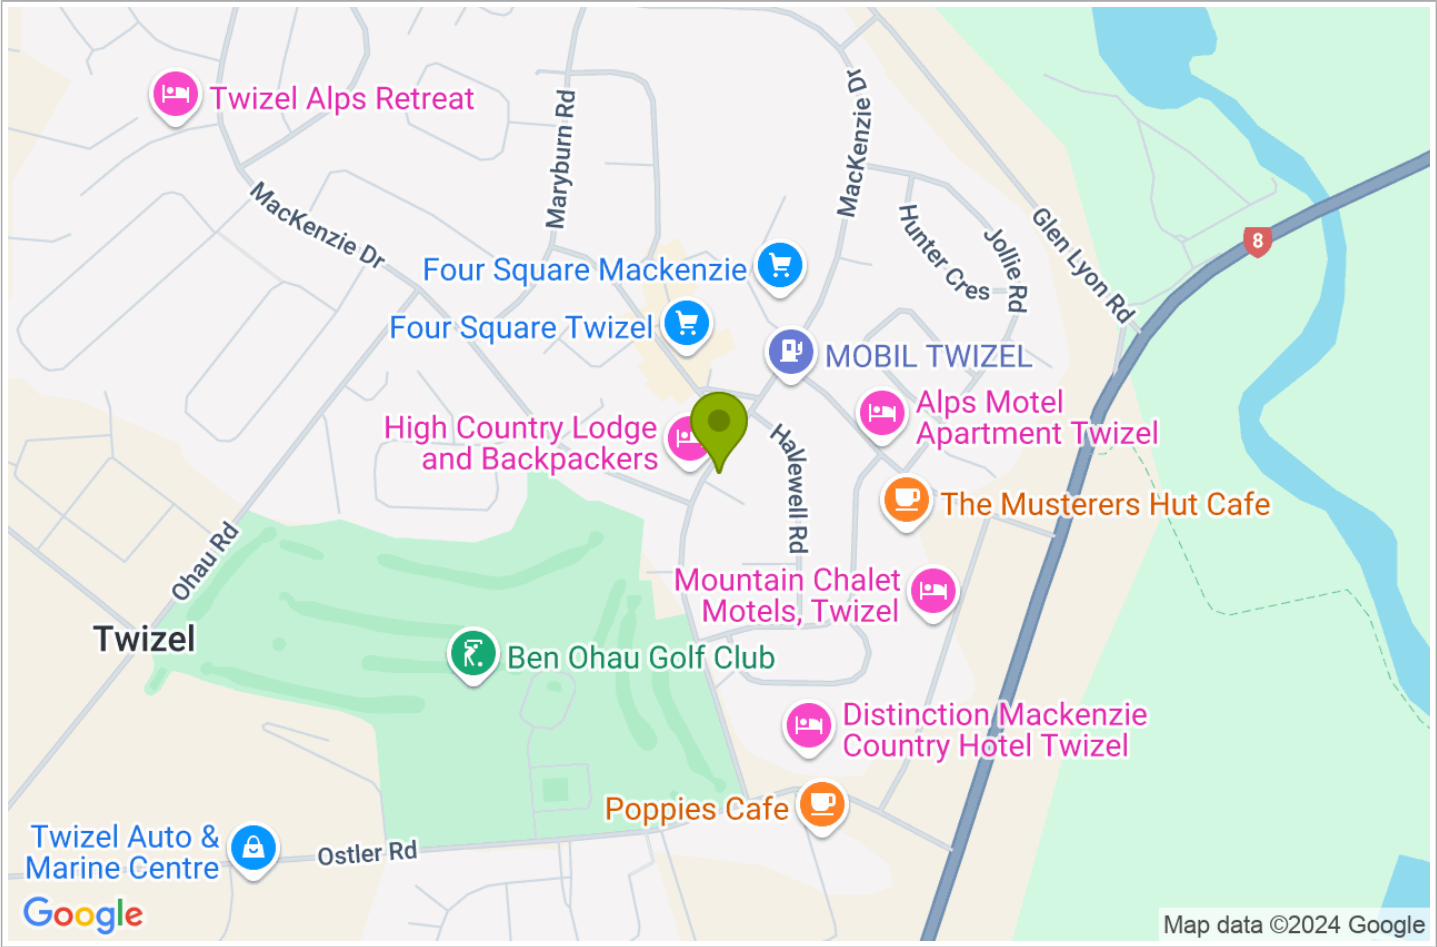 Twizel Alps Retreat
Maryburn Rd
MacKenzie Dr
MacKenzie Dr
Glen Lyon Rd
8
Hunter Cres
Jollie Rd
Four Square Mackenzie
Four Square Twizel
MOBIL TWIZEL
High Country Lodge
and Backpackers
Alps Motel
Apartment Twizel
Hallewell Rd
The Musterers Hut Cafe
Ohau Rd
Mountain Chalet
Motels, Twizel
Twizel
Ben Ohau Golf Club
Distinction Mackenzie
Country Hotel Twizel
Poppies Cafe
Twizel Auto &
Marine Centre
Ostler Rd
Google
Map data ©2024 Google